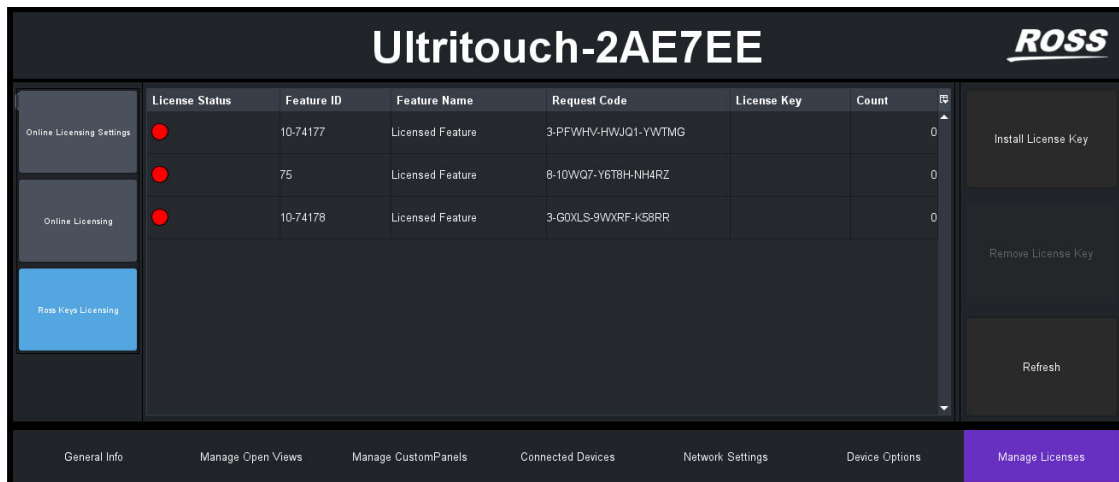 Ultritouch-2AE7EE
ROSS
Online Licensing Settings
Online Licensing
Ross Keys Licensing
License Status Feature ID Feature Name Request Code License Key Count
10-74177 Licensed Feature 3-PFWHV-HWJQ1-YWTMG 0
75 Licensed Feature 8-10WQ7-Y6T8H-NH4RZ 0
10-74178 Licensed Feature 3-G0XLS-9WXRF-K58RR 0
Install License Key
Remove License Key
Refresh
General Info Manage Open Views Manage CustomPanels Connected Devices Network Settings Device Options Manage Licenses